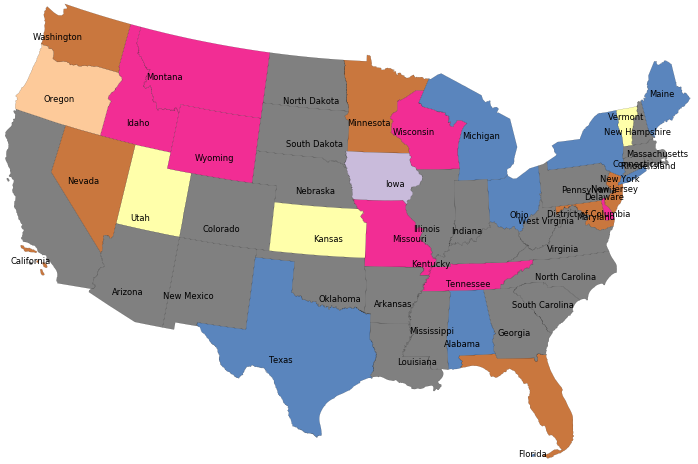 Washington
Maine
Montana
Oregon
North Dakota
Vermont
Idaho
Minnesota
Wisconsin
New Hampshire
Michigan
South Dakota
Massachusetts
Wyoming
Connecticut
Rhode Island
Nevada
Iowa
New York
Nebraska
Pennsylvania
New Jersey
Delaware
Utah
Ohio
District of Columbia
Maryland
West Virginia
Colorado
Illinois
Indiana
Kansas
Missouri
Virginia
California
Kentucky
North Carolina
Tennessee
Arizona
New Mexico
Oklahoma
Arkansas
South Carolina
Mississippi
Georgia
Alabama
Texas
Louisiana
Florida